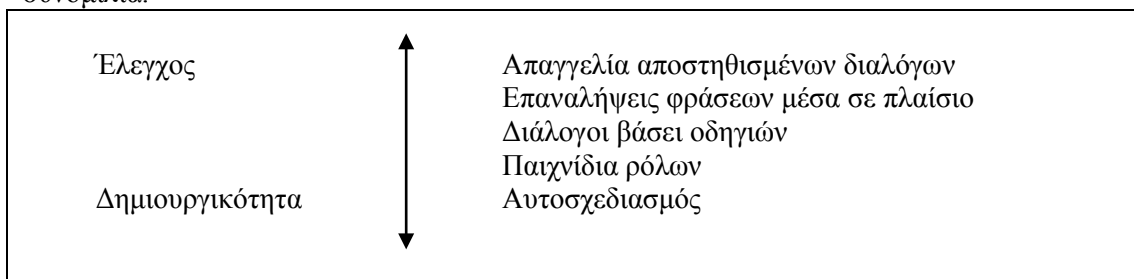 Έλεγχος Απαγγελία αποστηθισμένων διαλόγων
Επαναλήψεις φράσεων μέσα σε πλαίσιο
Διάλογοι βάσει οδηγιών
Παιχνίδια ρόλων
Δημιουργικότητα Αυτοσχεδιασμός